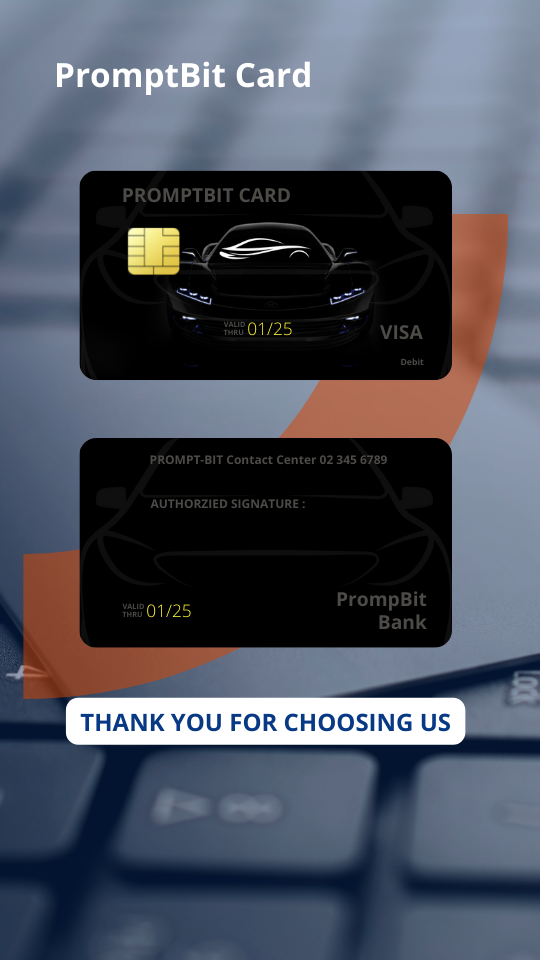 PromptBit Card
PROMPTBIT CARD
VALID
THRU 01/25
VISA
Debit
PROMPT-BIT Contact Center 02 345 6789
AUTHORZIED SIGNATURE :
VALID
THRU 01/25
PrompBit
Bank
THANK YOU FOR CHOOSING US